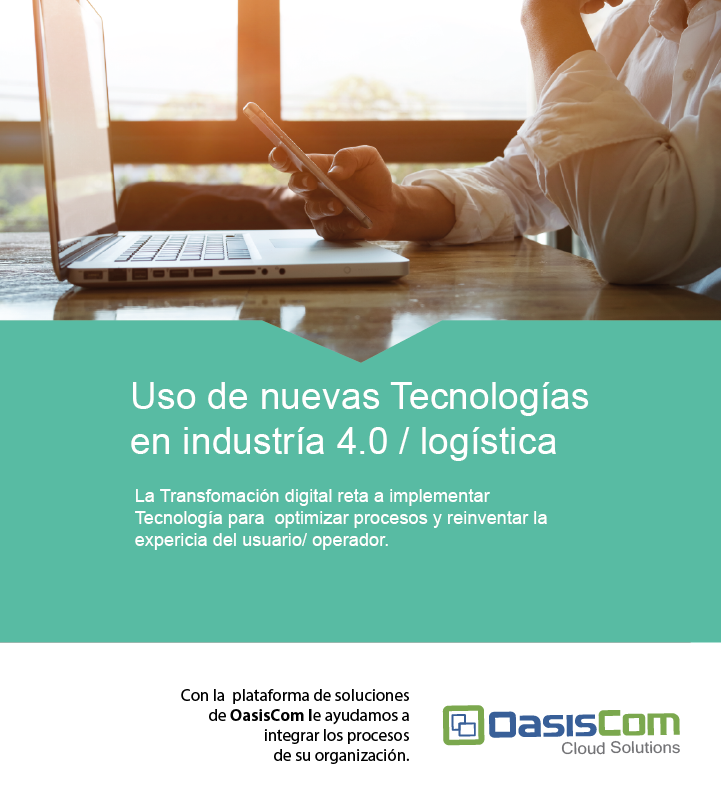 Uso de nuevas Tecnologías
en industría 4.0 / logística
La Transfomación digital reta a implementar
Tecnología para  optimizar procesos y reinventar la
expericia del usuario/ operador.
Con la  plataforma de soluciones
de OasisCom le ayudamos a
integrar los procesos
de su organización.
OasisCom
Cloud Solutions